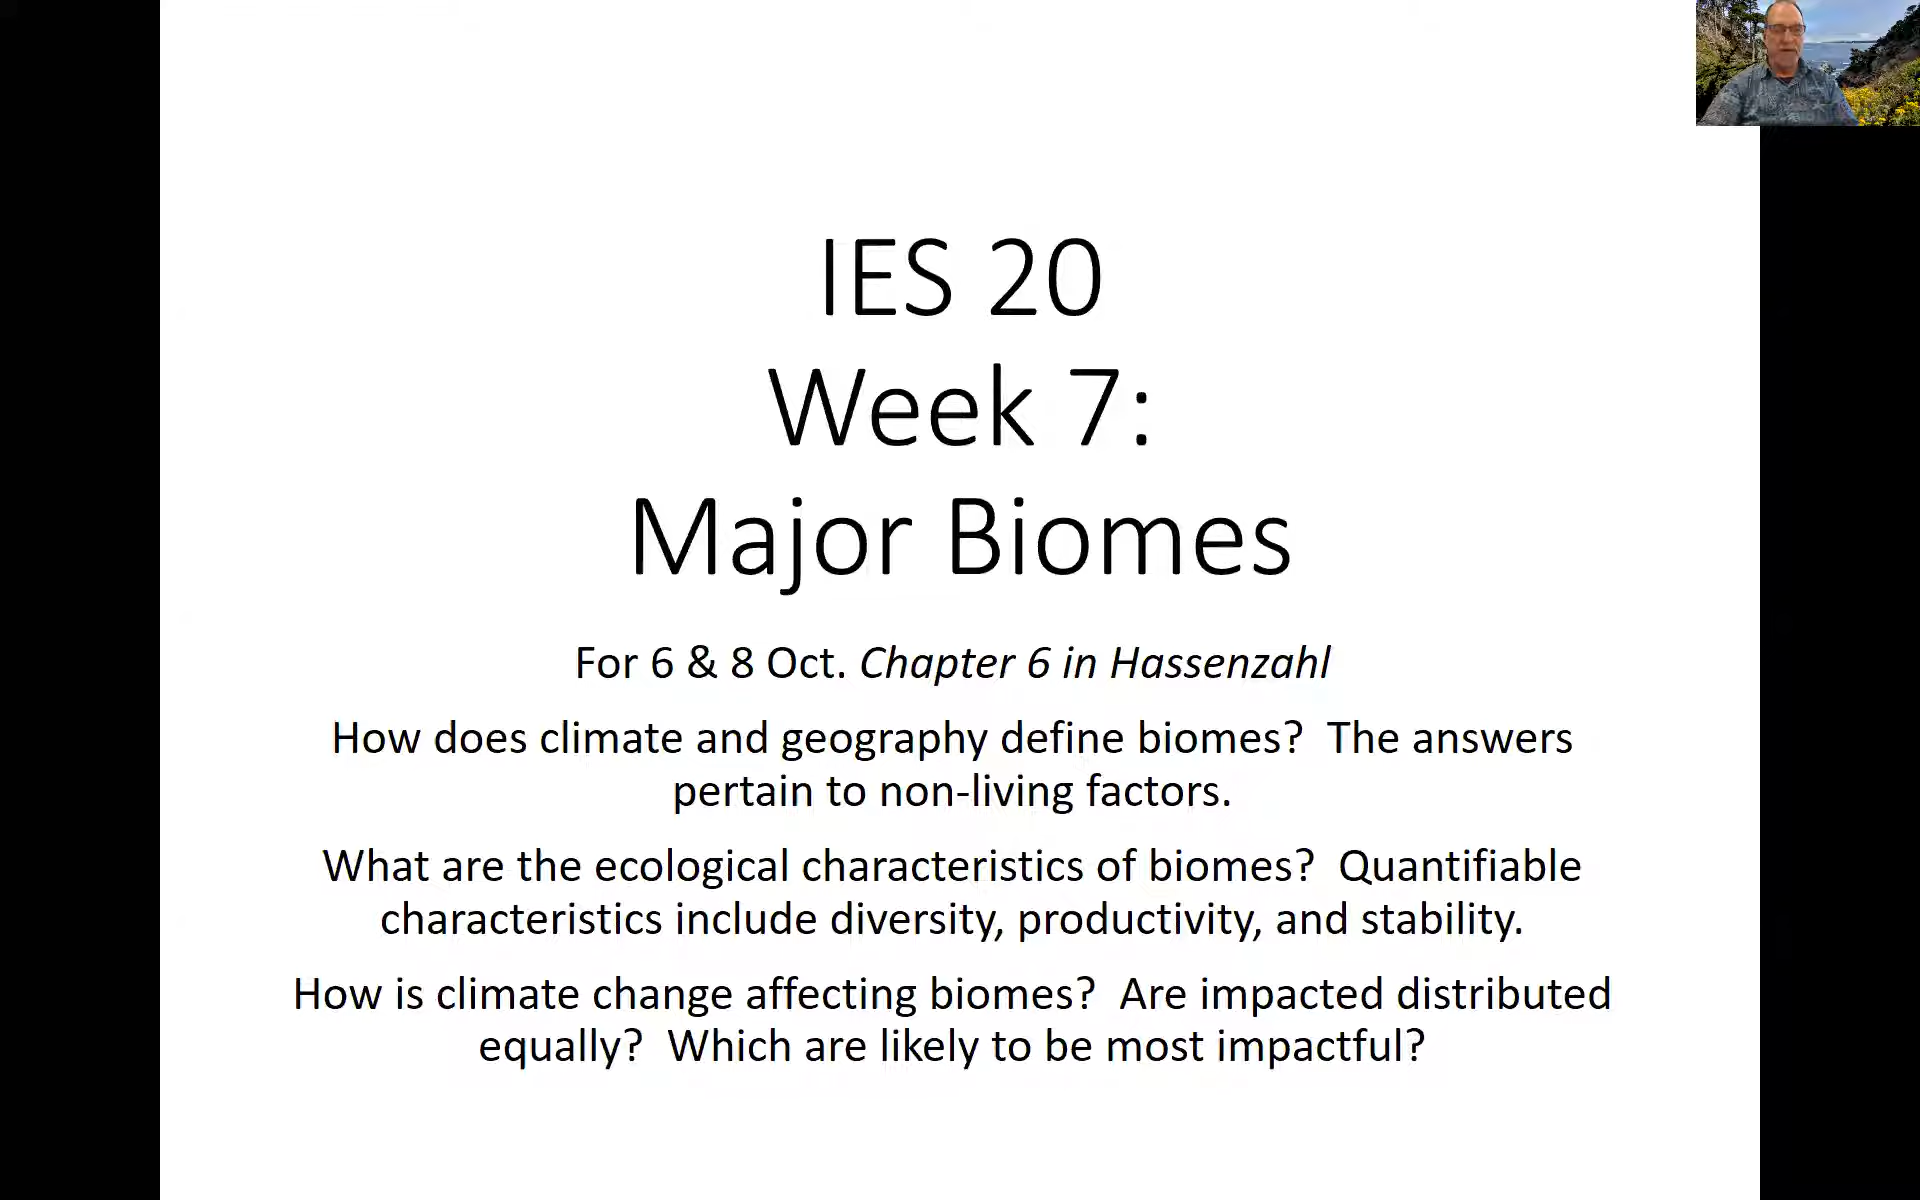 IES 20
Week 7:
Major Biomes
For 6 & 8 Oct. Chapter 6 in Hassenzahl
How does climate and geography define biomes?  The answers
pertain to non-living factors.
What are the ecological characteristics of biomes?  Quantifiable
characteristics include diversity, productivity, and stability.
How is climate change affecting biomes?  Are impacted distributed
equally?  Which are likely to be most impactful?